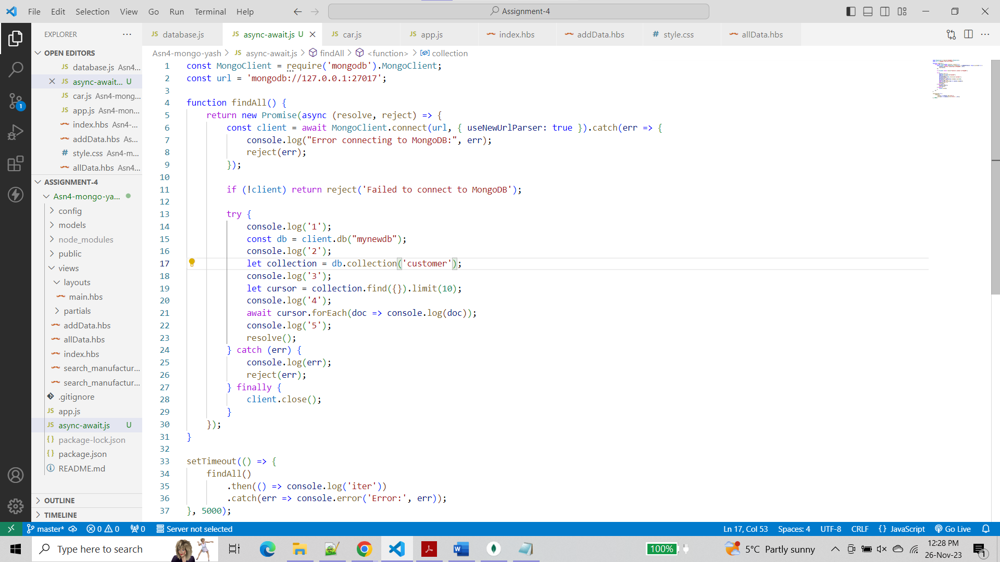 File Edit Selection View Go Run Terminal Help
Assignment-4
EXPLORER
JS database.js
JS async-await.js U
JS car.js
JS app.js
index.hbs
addData.hbs
# style.css
allData.hbs
Asn4-mongo-yash > JS async-await.js > findAll > <function> > collection
OPEN EDITORS
JS database.js Asn4...
JS async-await... U
JS car.js Asn4-mong...
JS app.js Asn4-mon...
index.hbs Asn4-...
addData.hbs As...
# style.css Asn4-m...
allData.hbs Asn4...
ASSIGNMENT-4
Asn4-mongo-ya...
config
models
node_modules
public
views
layouts
main.hbs
partials
addData.hbs
allData.hbs
index.hbs
search_manufactur...
search_manufactur...
.gitignore
JS app.js
JS async-await.js U
{} package-lock.json
{} package.json
README.md
OUTLINE
TIMELINE
1 const MongoClient = require('mongodb').MongoClient;
2 const url = 'mongodb://127.0.0.1:27017';
3
4 function findAll() {
5 return new Promise(async (resolve, reject) => {
6 const client = await MongoClient.connect(url, { useNewUrlParser: true }).catch(err => {
7 console.log("Error connecting to MongoDB:", err);
8 reject(err);
9 });
10
11 if (!client) return reject('Failed to connect to MongoDB');
12
13 try {
14 console.log('1');
15 const db = client.db("mynewdb");
16 console.log('2');
17 let collection = db.collection('customer');
18 console.log('3');
19 let cursor = collection.find({}).limit(10);
20 console.log('4');
21 await cursor.forEach(doc => console.log(doc));
22 console.log('5');
23 resolve();
24 } catch (err) {
25 console.log(err);
26 reject(err);
27 } finally {
28 client.close();
29 }
30 });
31 }
32
33 setTimeout(() => {
34 findAll()
35 .then(() => console.log('iter'))
36 .catch(err => console.error('Error:', err));
37 }, 5000);
1
master* 0 0 0 Server not selected
Ln 17, Col 53 Spaces: 4 UTF-8 CRLF {} JavaScript Go Live
Type here to search
100%
5°C Partly sunny
12:28 PM
26-Nov-23
1